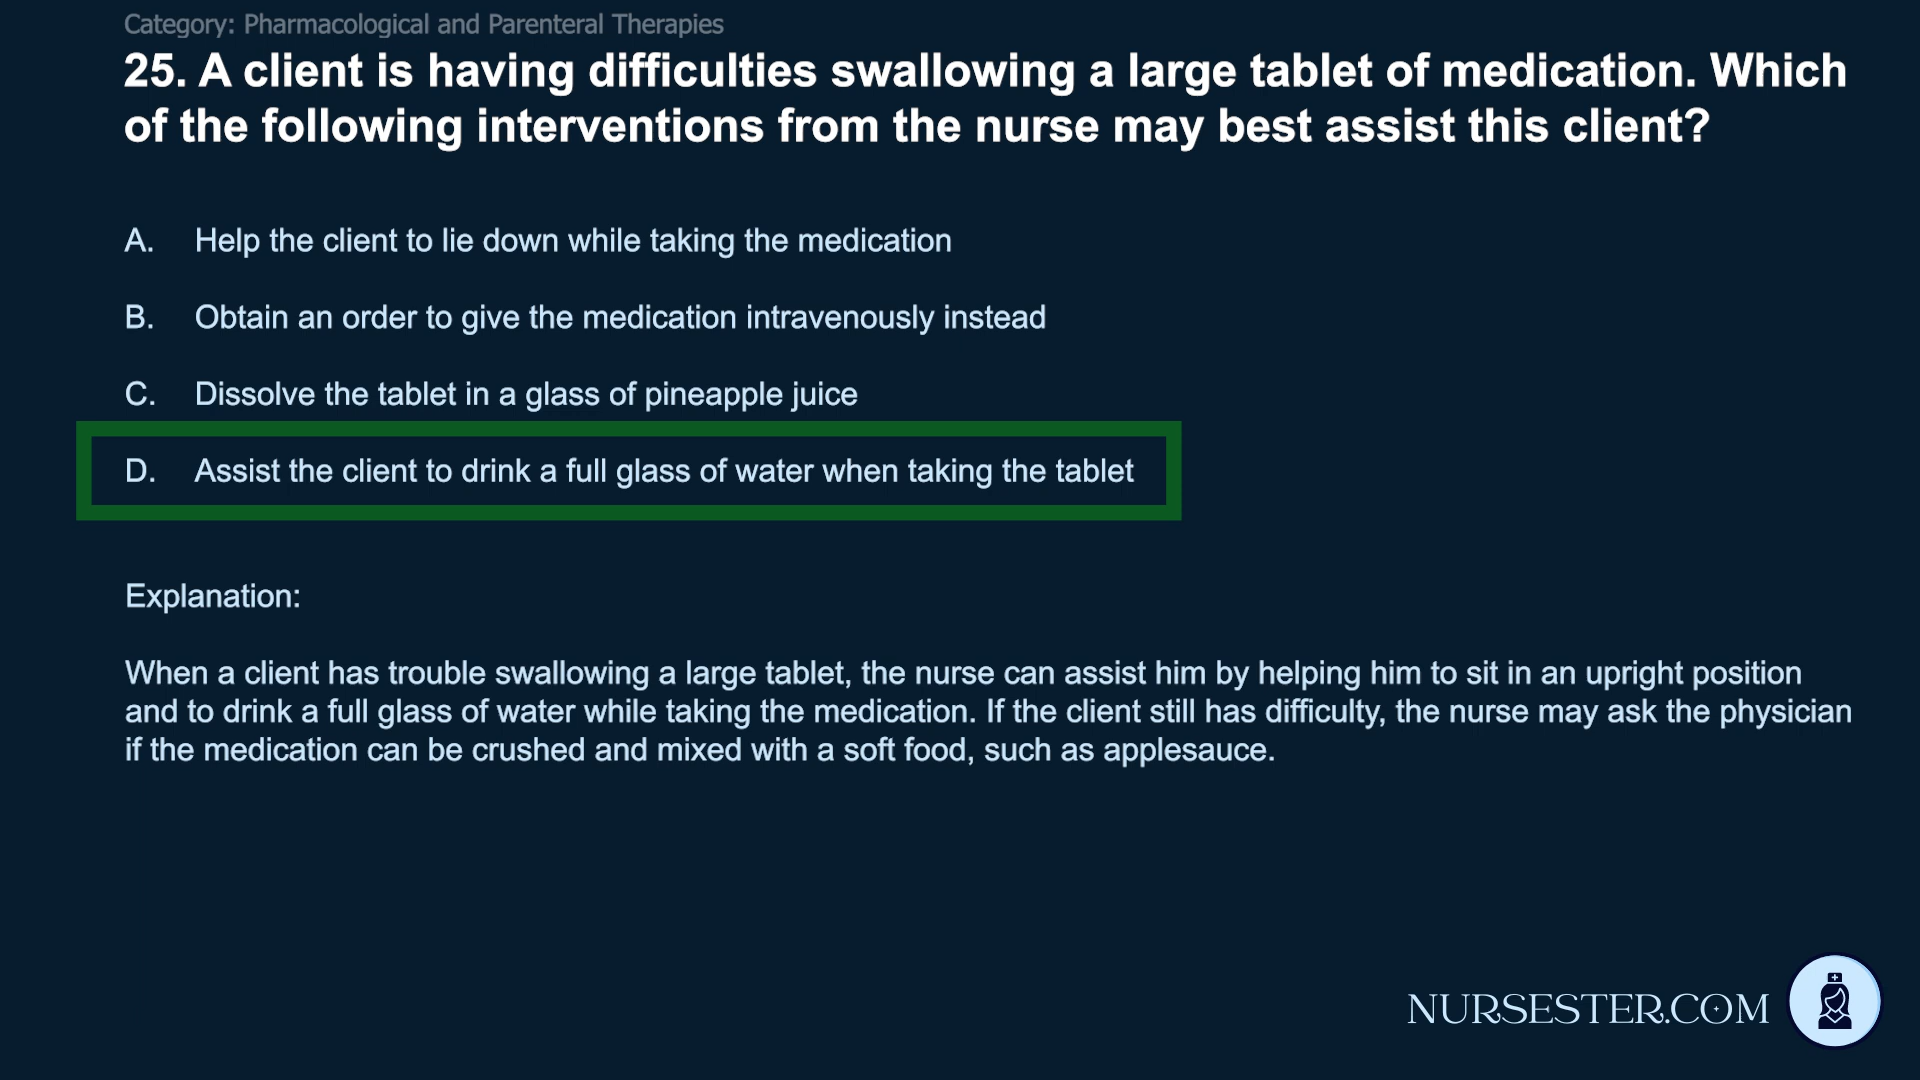 Category: Pharmacological and Parenteral Therapies
25. A client is having difficulties swallowing a large tablet of medication. Which
of the following interventions from the nurse may best assist this client?
A. Help the client to lie down while taking the medication
B. Obtain an order to give the medication intravenously instead
C. Dissolve the tablet in a glass of pineapple juice
D. Assist the client to drink a full glass of water when taking the tablet
Explanation:
When a client has trouble swallowing a large tablet, the nurse can assist him by helping him to sit in an upright position
and to drink a full glass of water while taking the medication. If the client still has difficulty, the nurse may ask the physician
if the medication can be crushed and mixed with a soft food, such as applesauce.
NURSESTER.COM